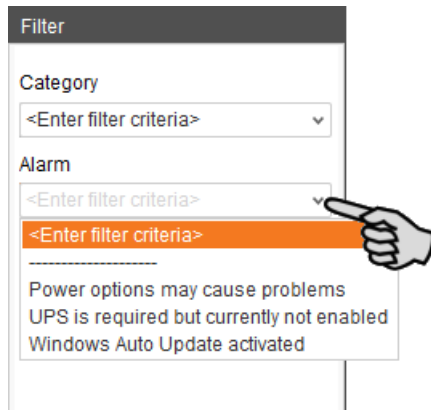 Filter
Category
<Enter filter criteria>
Alarm
<Enter filter criteria>
<Enter filter criteria>
--------------------
Power options may cause problems
UPS is required but currently not enabled
Windows Auto Update activated